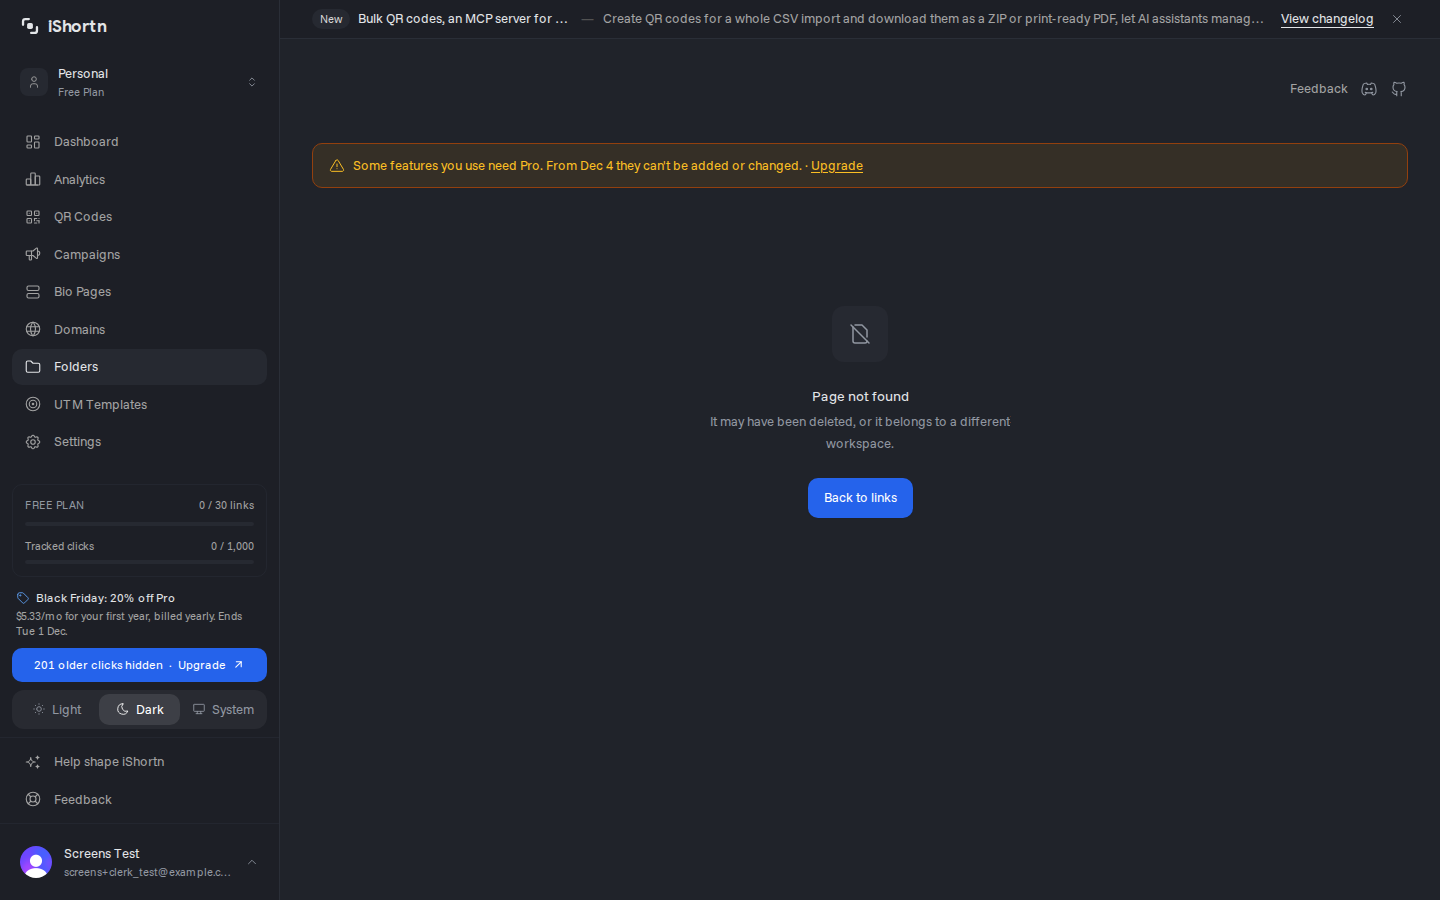 iShortn
New
Bulk QR codes, an MCP server for ...
—
Create QR codes for a whole CSV import and download them as a ZIP or print-ready PDF, let AI assistants manag...
View changelog
Personal
Free Plan
Feedback
Dashboard
Analytics
QR Codes
Campaigns
Bio Pages
Domains
Folders
UTM Templates
Settings
Some features you use need Pro. From Dec 4 they can't be added or changed. · Upgrade
Page not found
It may have been deleted, or it belongs to a different
workspace.
Back to links
FREE PLAN
0 / 30 links
Tracked clicks
0 / 1,000
Black Friday: 20% off Pro
$5.33/mo for your first year, billed yearly. Ends
Tue 1 Dec.
201 older clicks hidden · Upgrade
Light
Dark
System
Help shape iShortn
Feedback
Screens Test
screens+clerk_test@example.c...